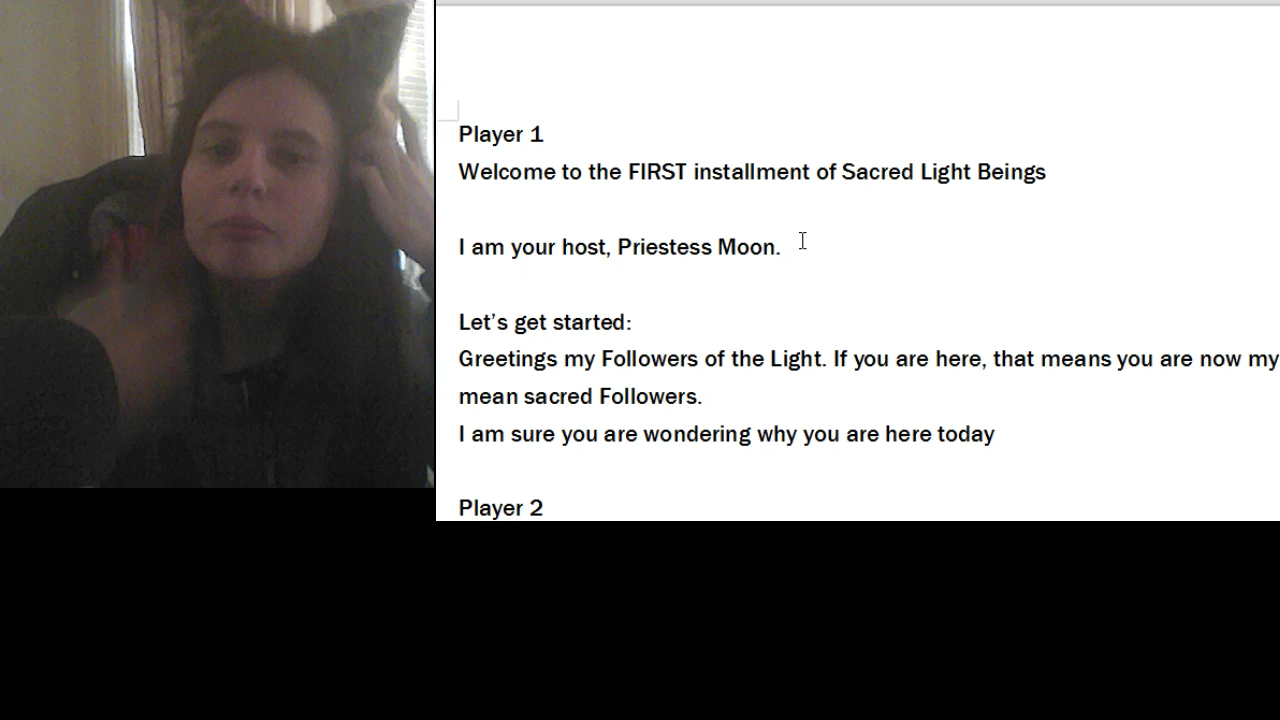 Player 1
Welcome to the FIRST installment of Sacred Light Beings
I am your host, Priestess Moon.
Let’s get started:
Greetings my Followers of the Light. If you are here, that means you are now my
mean sacred Followers.
I am sure you are wondering why you are here today
Player 2